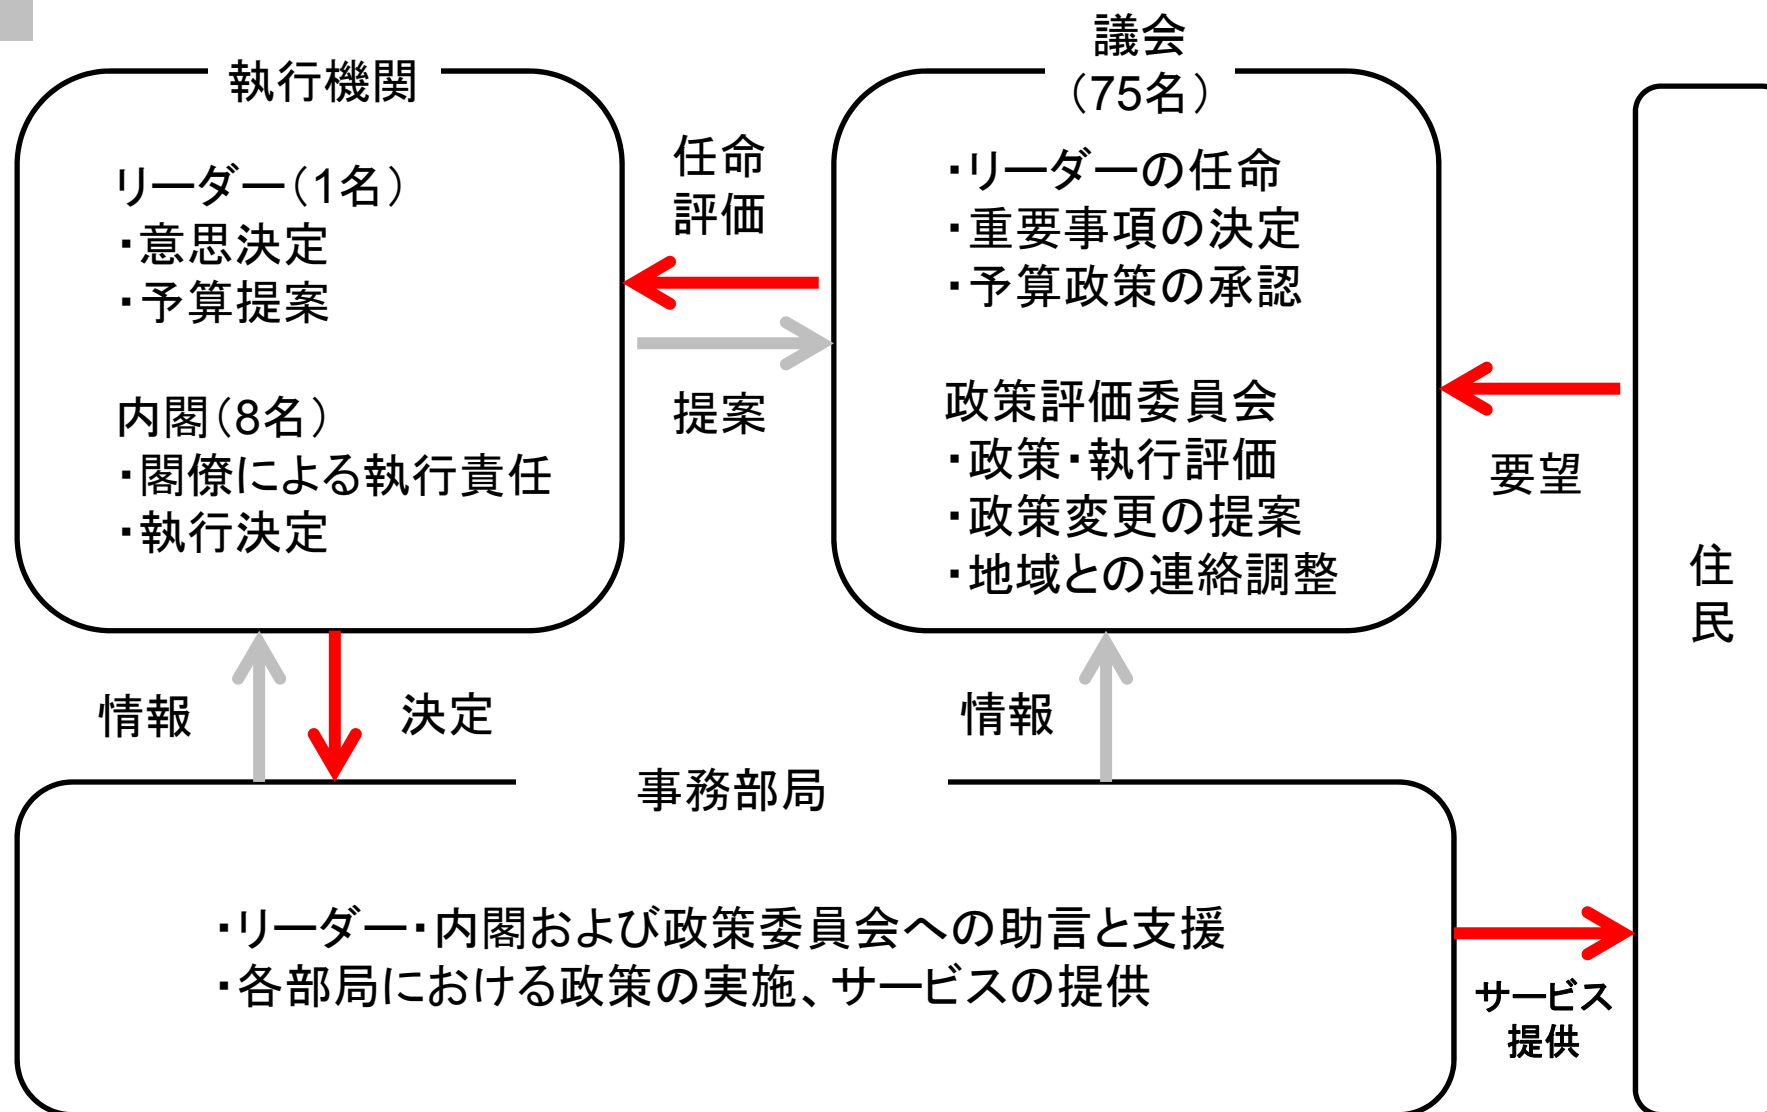 執行機関
リーダー（1名）
・意思決定
・予算提案
内閣（8名）
・閣僚による執行責任
・執行決定
任命
評価
提案
議会
（75名）
・リーダーの任命
・重要事項の決定
・予算政策の承認
政策評価委員会
・政策・執行評価
・政策変更の提案
・地域との連絡調整
要望
住
民
情報
決定
情報
事務部局
・リーダー・内閣および政策委員会への助言と支援
・各部局における政策の実施、サービスの提供
サービス
提供